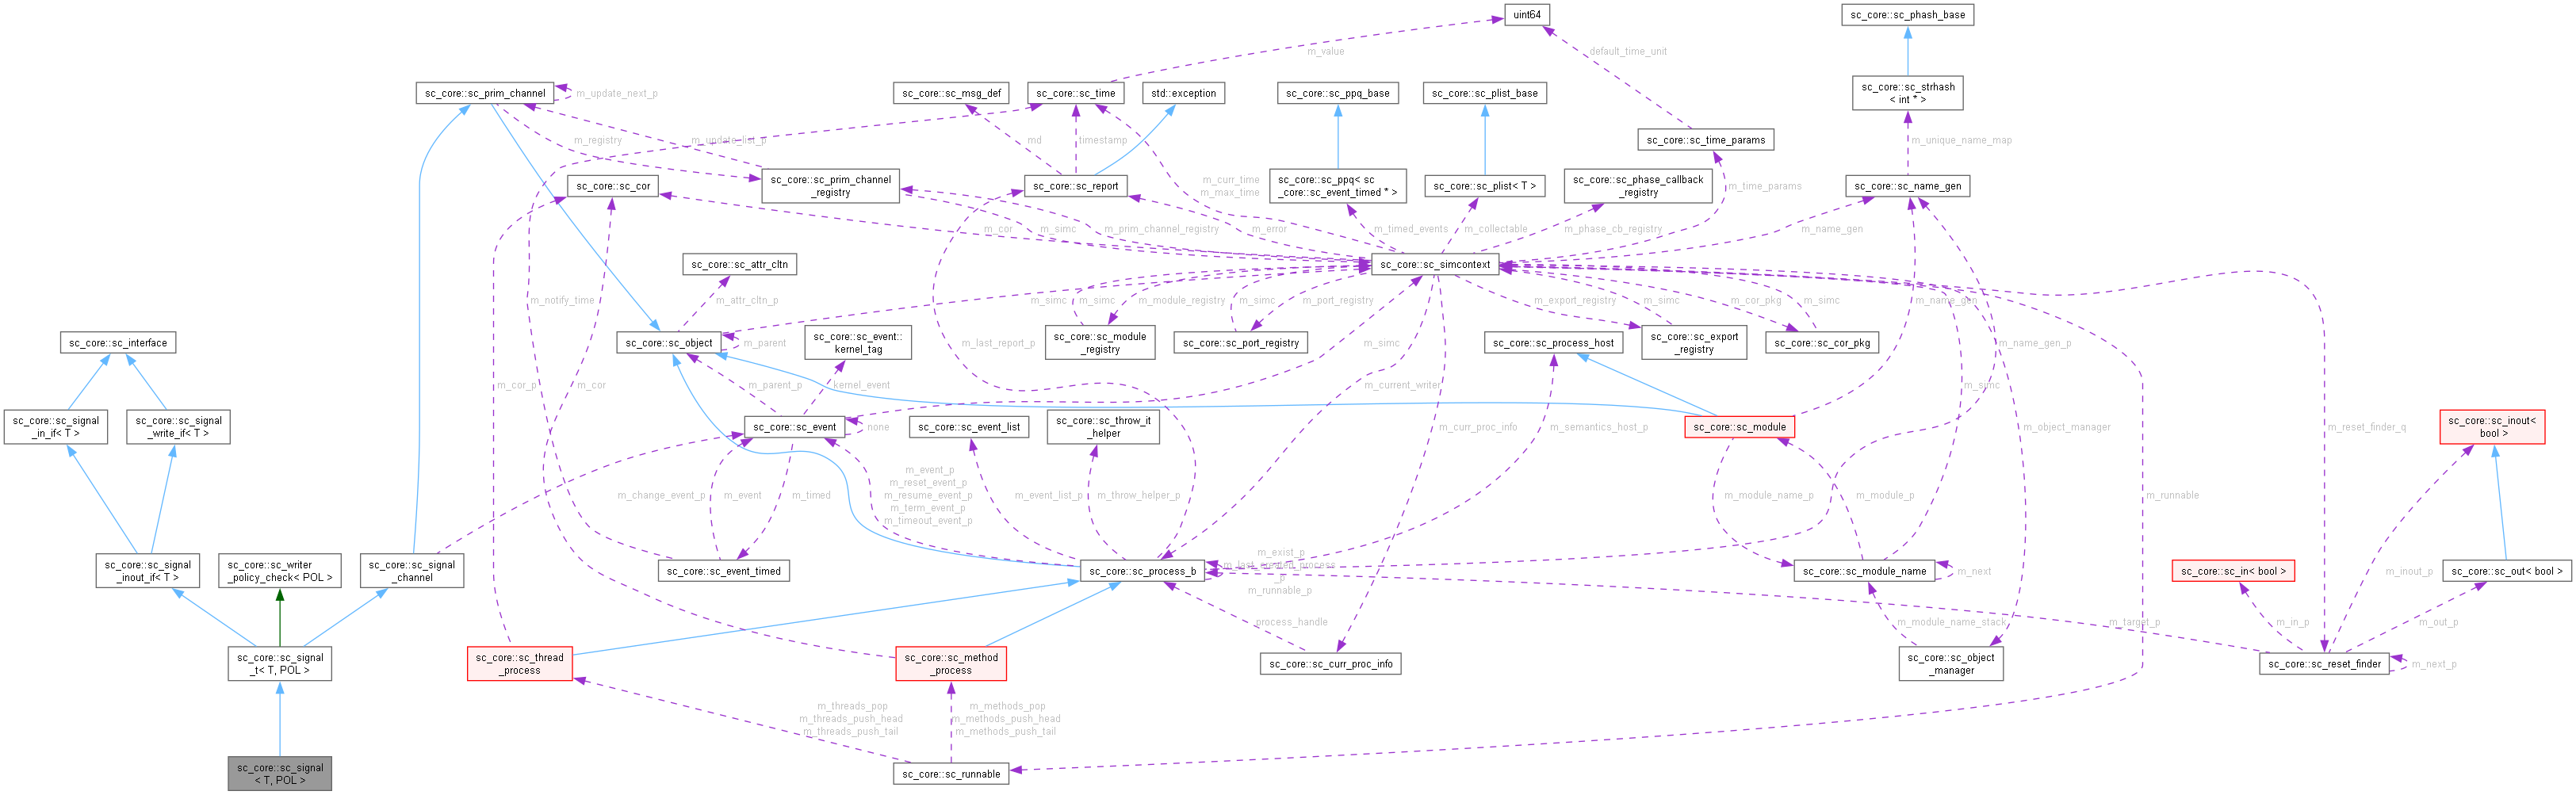 uint64
sc_core::sc_phash_base
m_value
default_time_unit
sc_core::sc_prim_channel
m_update_next_p
sc_core::sc_msg_def
sc_core::sc_time
std::exception
sc_core::sc_ppq_base
sc_core::sc_plist_base
sc_core::sc_strhash
< int * >
m_registry
m_update_list_p
md
timestamp
sc_core::sc_time_params
m_unique_name_map
sc_core::sc_cor
sc_core::sc_prim_channel
_registry
sc_core::sc_report
m_curr_time
m_max_time
sc_core::sc_ppq< sc
_core::sc_event_timed * >
sc_core::sc_plist< T >
sc_core::sc_phase_callback
_registry
m_time_params
sc_core::sc_name_gen
m_cor
m_simc
m_prim_channel_registry
m_error
m_timed_events
m_collectable
m_phase_cb_registry
m_name_gen
sc_core::sc_attr_cltn
sc_core::sc_simcontext
m_notify_time
m_attr_cltn_p
m_simc
m_simc
m_module_registry
m_simc
m_port_registry
m_export_registry
m_simc
m_cor_pkg
m_simc
m_name_gen
sc_core::sc_interface
sc_core::sc_object
m_parent
sc_core::sc_event::
kernel_tag
m_last_report_p
m_simc
sc_core::sc_module
_registry
sc_core::sc_port_registry
sc_core::sc_process_host
sc_core::sc_export
_registry
sc_core::sc_cor_pkg
m_name_gen_p
m_cor_p
m_cor
m_parent_p
kernel_event
m_current_writer
m_simc
sc_core::sc_signal
_in_if< T >
sc_core::sc_signal
_write_if< T >
sc_core::sc_event
none
sc_core::sc_event_list
sc_core::sc_throw_it
_helper
m_curr_proc_info
m_semantics_host_p
sc_core::sc_module
m_object_manager
m_reset_finder_q
sc_core::sc_inout<
bool >
m_change_event_p
m_event
m_timed
m_event_p
m_reset_event_p
m_resume_event_p
m_term_event_p
m_timeout_event_p
m_event_list_p
m_throw_helper_p
m_module_name_p
m_module_p
m_runnable
sc_core::sc_signal
_inout_if< T >
sc_core::sc_writer
_policy_check< POL >
sc_core::sc_signal
_channel
sc_core::sc_event_timed
sc_core::sc_process_b
m_exist_p
m_last_created_process
_p
m_runnable_p
sc_core::sc_module_name
m_next
sc_core::sc_in< bool >
m_inout_p
sc_core::sc_out< bool >
process_handle
m_module_name_stack
m_target_p
m_in_p
m_out_p
sc_core::sc_signal
_t< T, POL >
sc_core::sc_thread
_process
sc_core::sc_method
_process
sc_core::sc_curr_proc_info
sc_core::sc_object
_manager
sc_core::sc_reset_finder
m_next_p
m_threads_pop
m_threads_push_head
m_threads_push_tail
m_methods_pop
m_methods_push_head
m_methods_push_tail
sc_core::sc_signal
< T, POL >
sc_core::sc_runnable